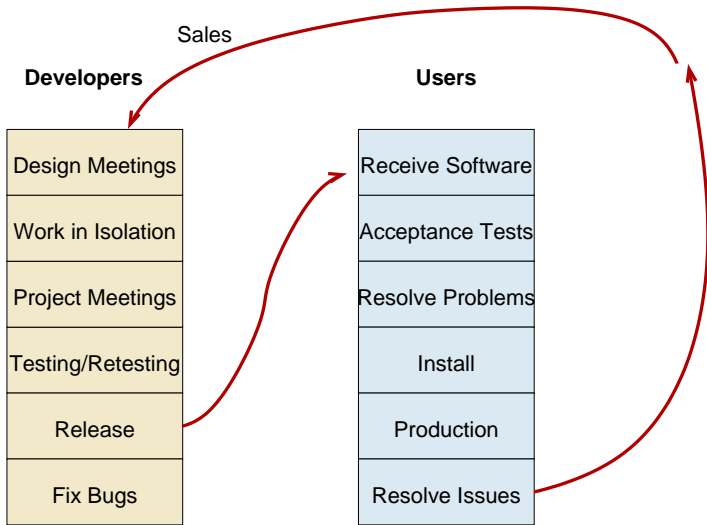 Sales
Developers
Users
Design Meetings
Work in Isolation
Project Meetings
Testing/Retesting
Release
Fix Bugs
Receive Software
Acceptance Tests
Resolve Problems
Install
Production
Resolve Issues